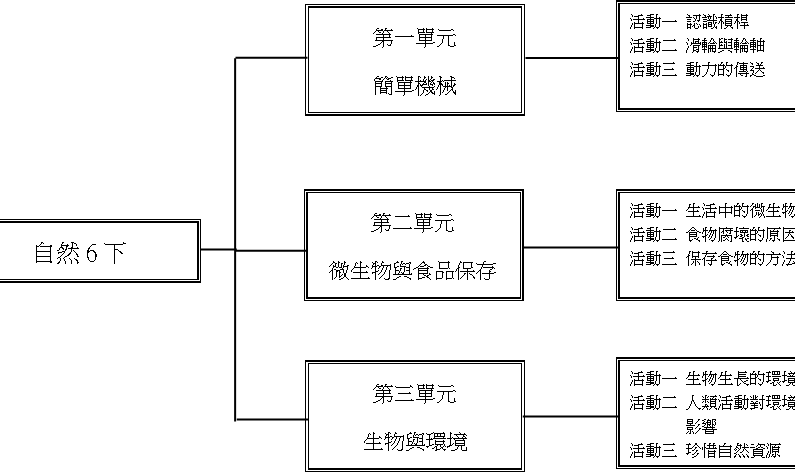 自然6下
第一單元
簡單機械
活動一 認識槓桿
活動二 滑輪與輪軸
活動三 動力的傳送
第二單元
微生物與食品保存
活動一 生活中的微生物
活動二 食物腐壞的原因
活動三 保存食物的方法
第三單元
生物與環境
活動一 生物生長的環境
活動二 人類活動對環境
影響
活動三 珍惜自然資源